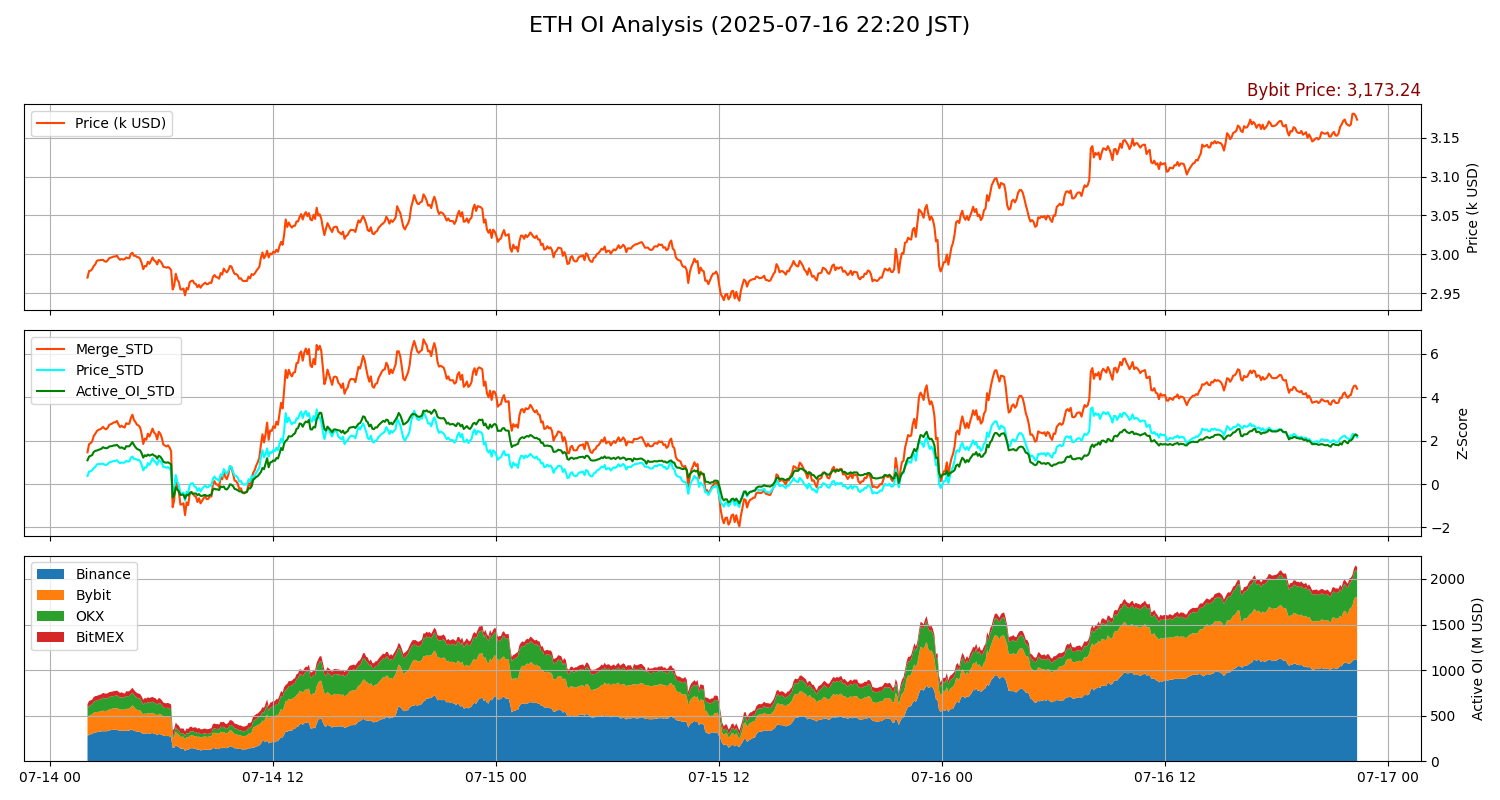 ETH OI Analysis (2025-07-16 22:20 JST)
Bybit Price: 3,173.24
Price (k USD)
3.15
3.10
3.05
3.00
2.95
Price (k USD)
Merge_STD
Price_STD
Active_OI_STD
6
4
2
0
−2
Z-Score
Binance
Bybit
OKX
BitMEX
2000
1500
1000
500
0
Active OI (M USD)
07-14 00
07-14 12
07-15 00
07-15 12
07-16 00
07-16 12
07-17 00